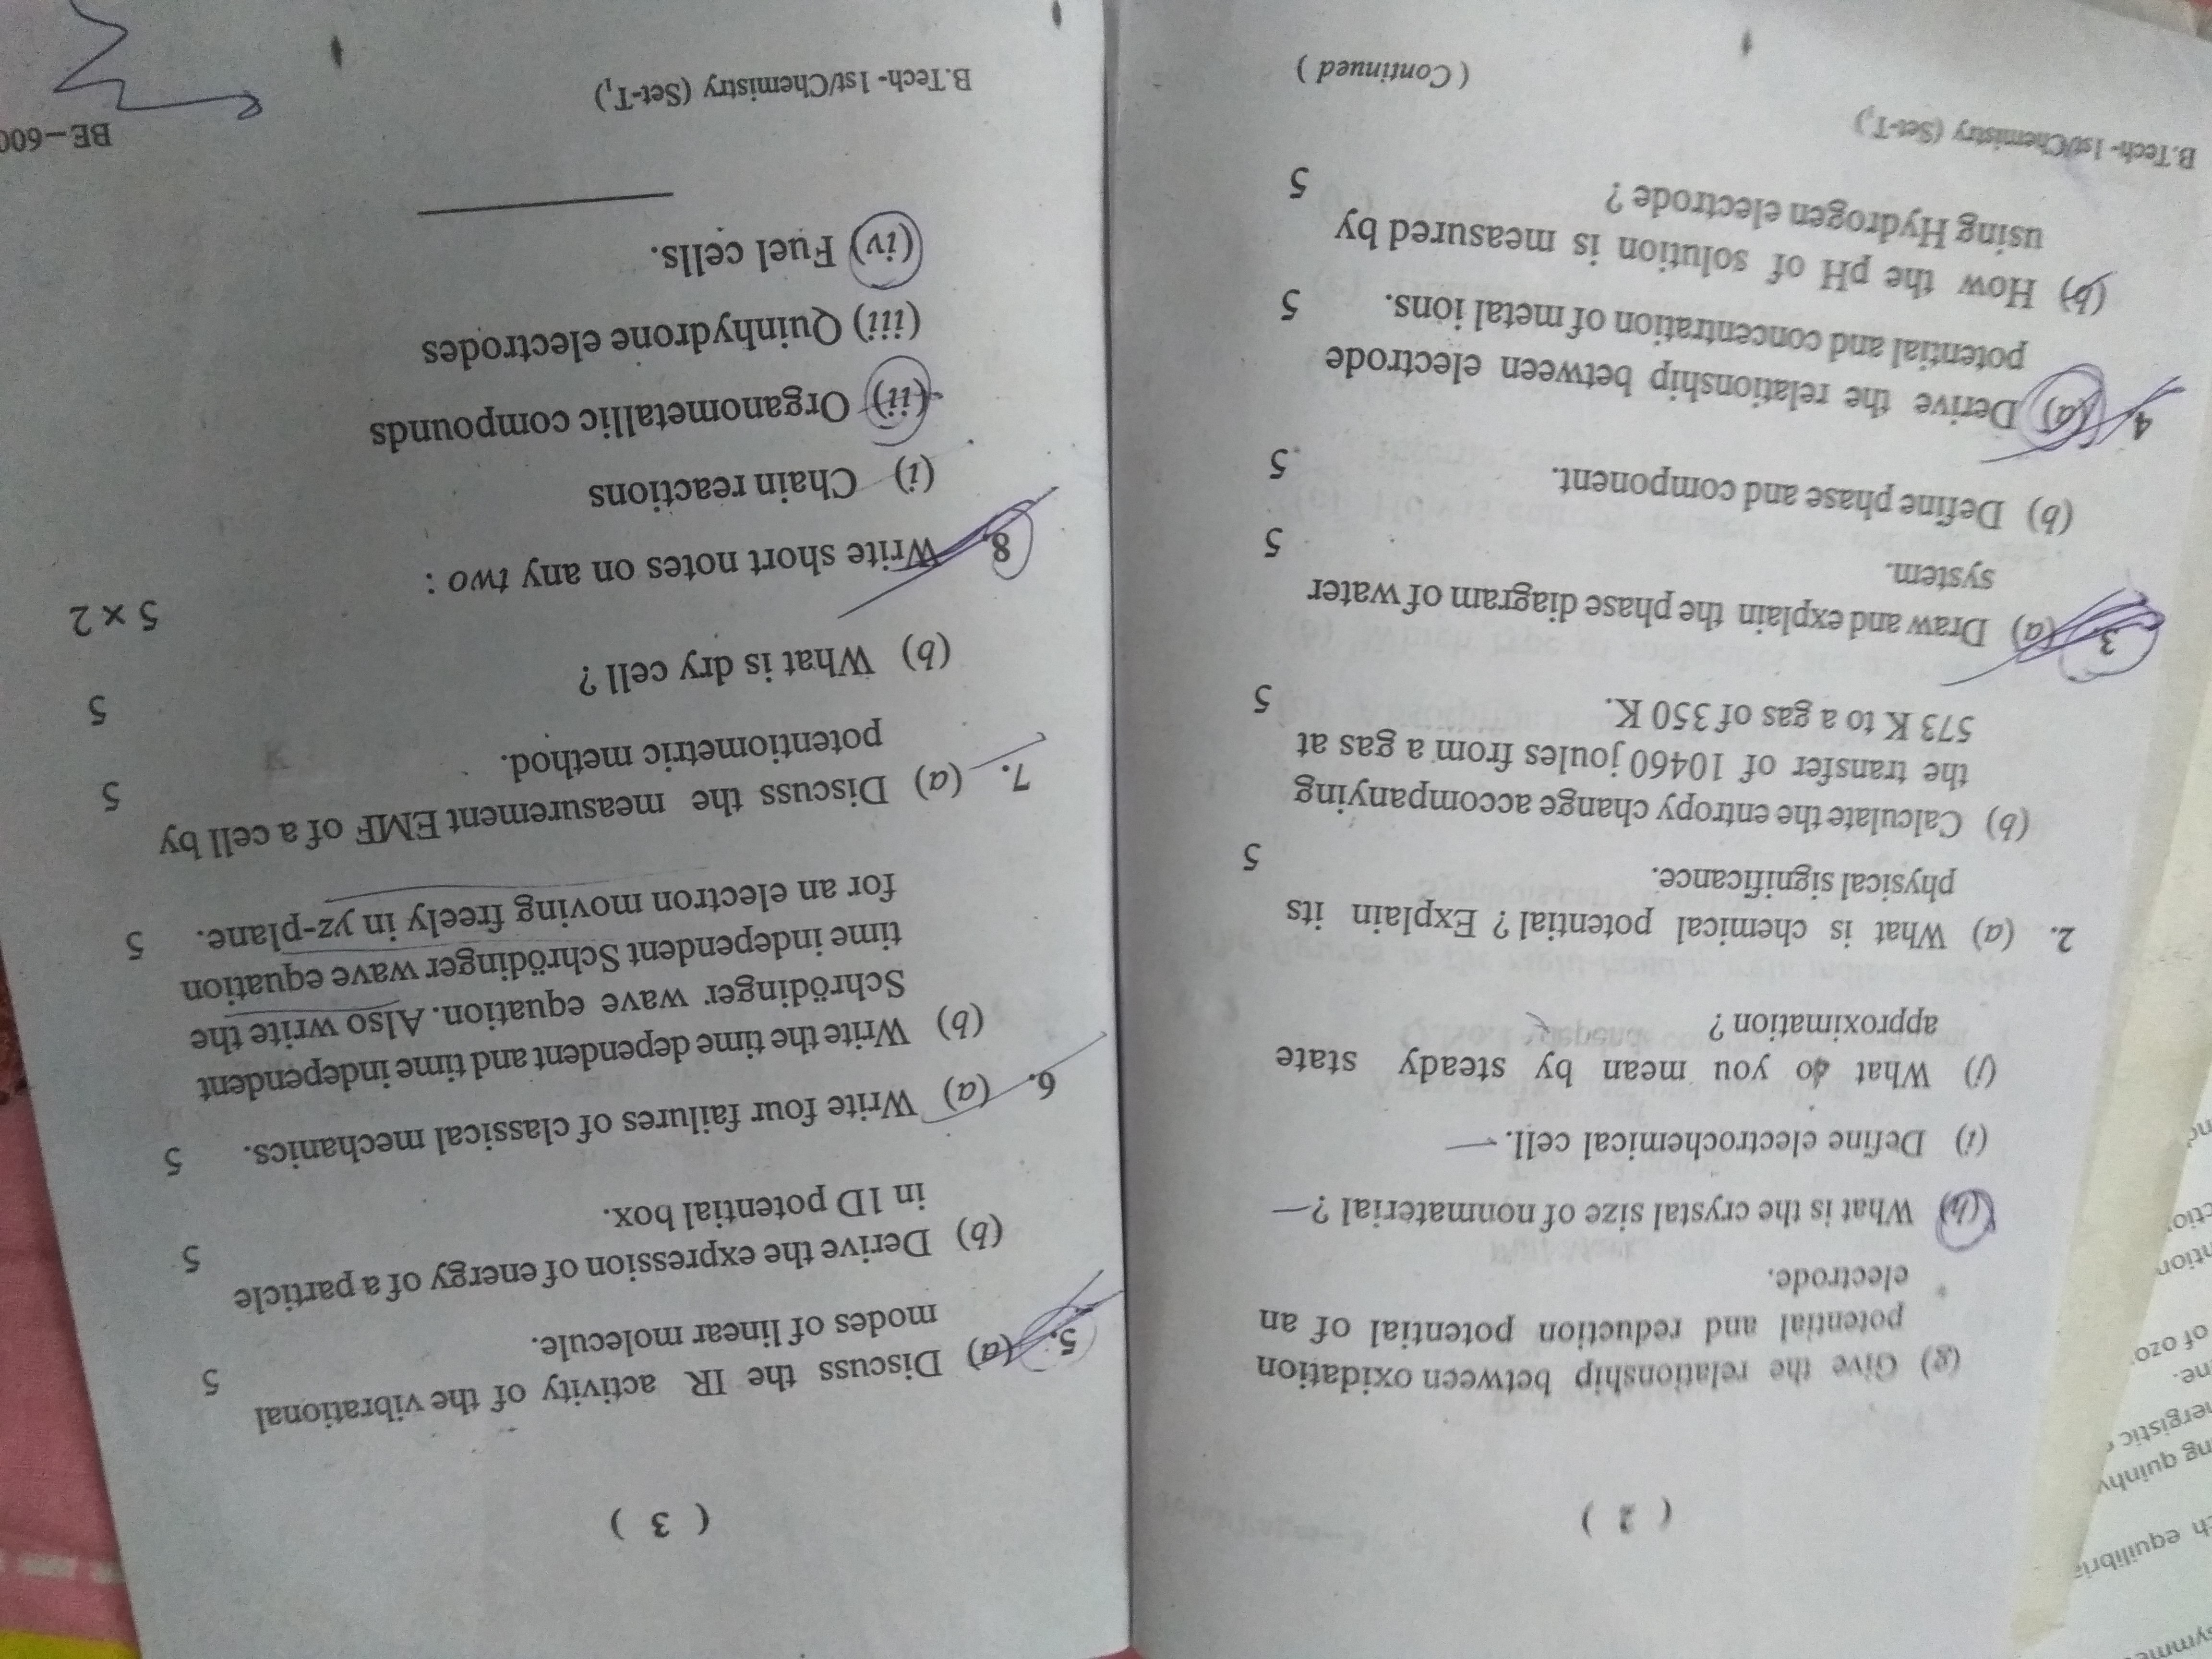 ( 2 )
(g) Give the relationship between oxidation
potential and reduction potential of an
electrode.
(h) What is the crystal size of nonmaterial ?
(i) Define electrochemical cell.
(j) What do you mean by steady state
approximation ?
2. (a) What is chemical potential ? Explain its
physical significance. 5
(b) Calculate the entropy change accompanying
the transfer of 10460 joules from a gas at
573 K to a gas of 350 K. 5
3. (a) Draw and explain the phase diagram of water
system. 5
(b) Define phase and component. 5
4. (a) Derive the relationship between electrode
potential and concentration of metal ions. 5
(b) How the pH of solution is measured by
using Hydrogen electrode ? 5
B.Tech-1st/Chemistry (Set-T₁)
( Continued )
( 3 )
5. (a) Discuss the IR activity of the vibrational
modes of linear molecule. 5
(b) Derive the expression of energy of a particle
in 1D potential box. 5
6. (a) Write four failures of classical mechanics. 5
(b) Write the time dependent and time independent
Schrödinger wave equation. Also write the
time independent Schrödinger wave equation
for an electron moving freely in yz-plane. 5
7. (a) Discuss the measurement EMF of a cell by
potentiometric method. 5
(b) What is dry cell ? 5
8. Write short notes on any two : 5 × 2
(i) Chain reactions
(ii) Organometallic compounds
(iii) Quinhydrone electrodes
(iv) Fuel cells.
B.Tech-1st/Chemistry (Set-T₁)
BE-600
of ozo
quinhy
equilibria